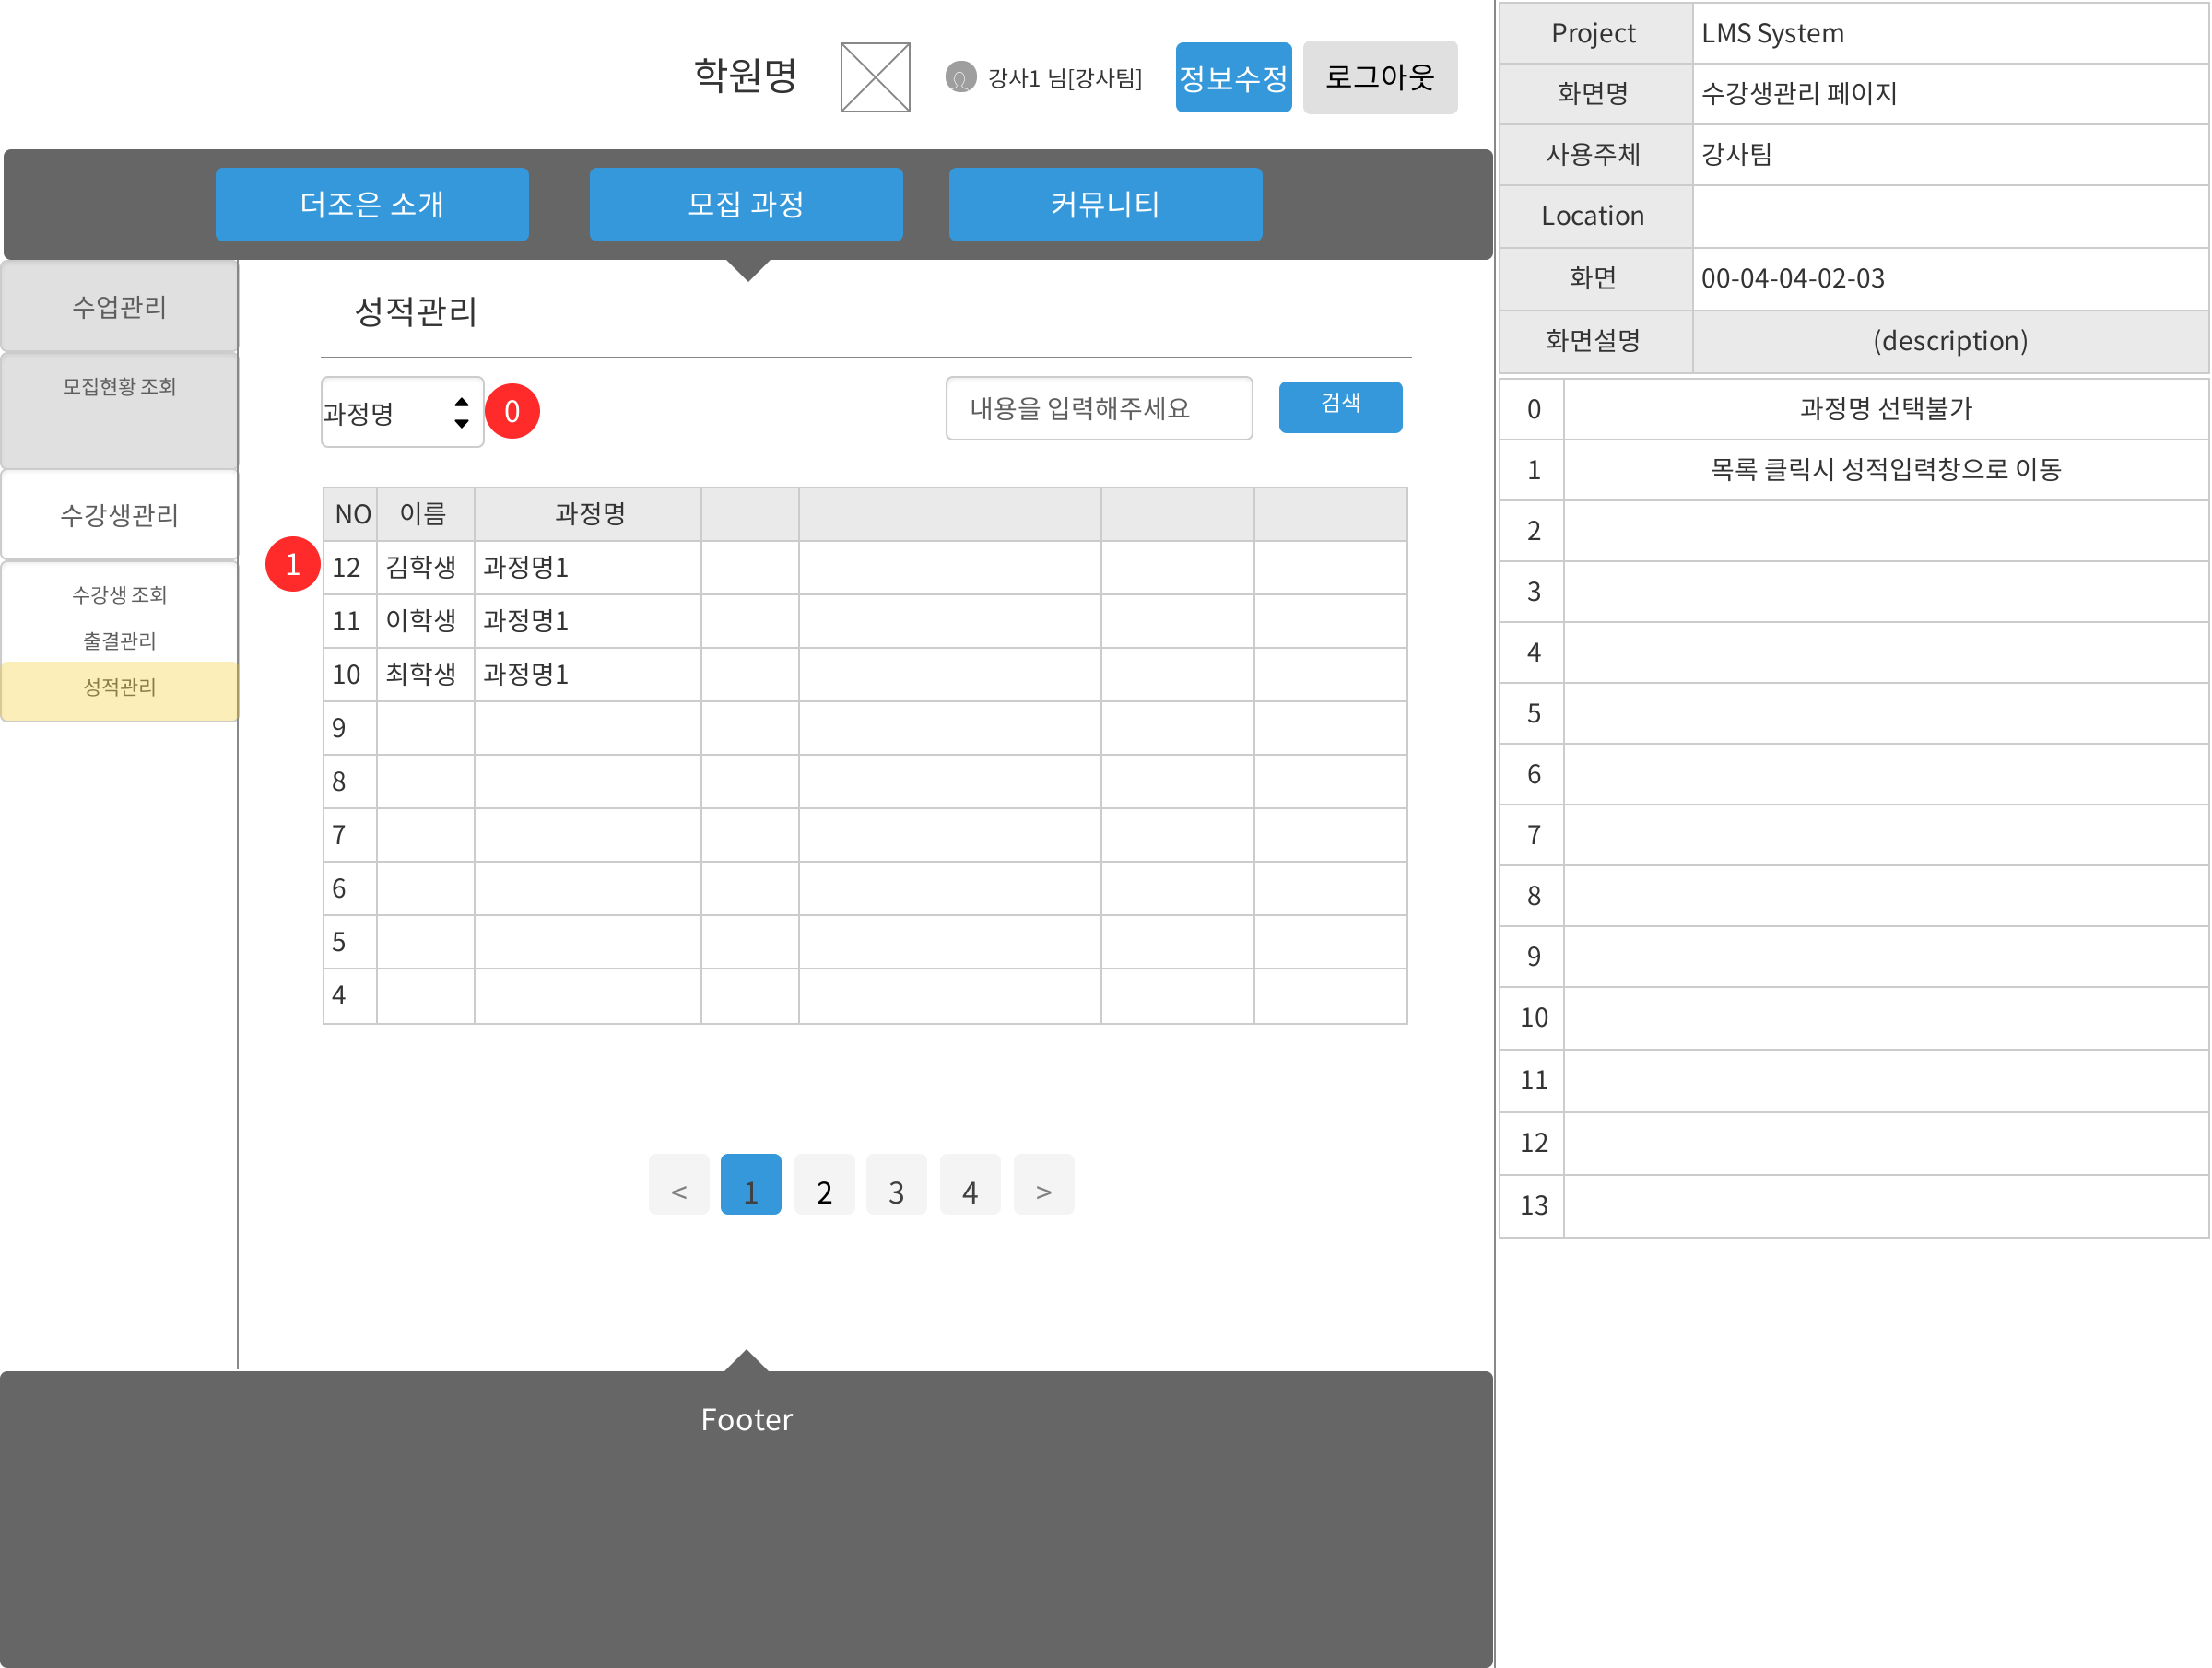 학원명
강사1 님[강사팀]
정보수정
로그아웃
더조은 소개
모집 과정
커뮤니티
수업관리
모집현황 조회
수강생관리
수강생 조회
출결관리
성적관리
성적관리
과정명
0
내용을 입력해주세요
검색
NO 이름 과정명
1
12 김학생 과정명1
11 이학생 과정명1
10 최학생 과정명1
9
8
7
6
5
4
< 1 2 3 4 >
Footer
Project LMS System
화면명 수강생관리 페이지
사용주체 강사팀
Location
화면 00-04-04-02-03
화면설명 (description)
0 과정명 선택불가
1 목록 클릭시 성적입력창으로 이동
2
3
4
5
6
7
8
9
10
11
12
13